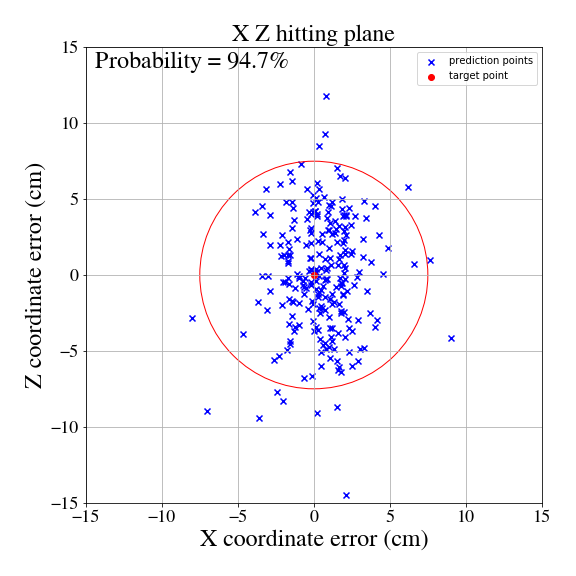 X Z hitting plane
Probability = 94.7%
prediction points
target point
15
10
5
0
−5
−10
−15
Z coordinate error (cm)
−15
−10
−5
0
5
10
15
X coordinate error (cm)